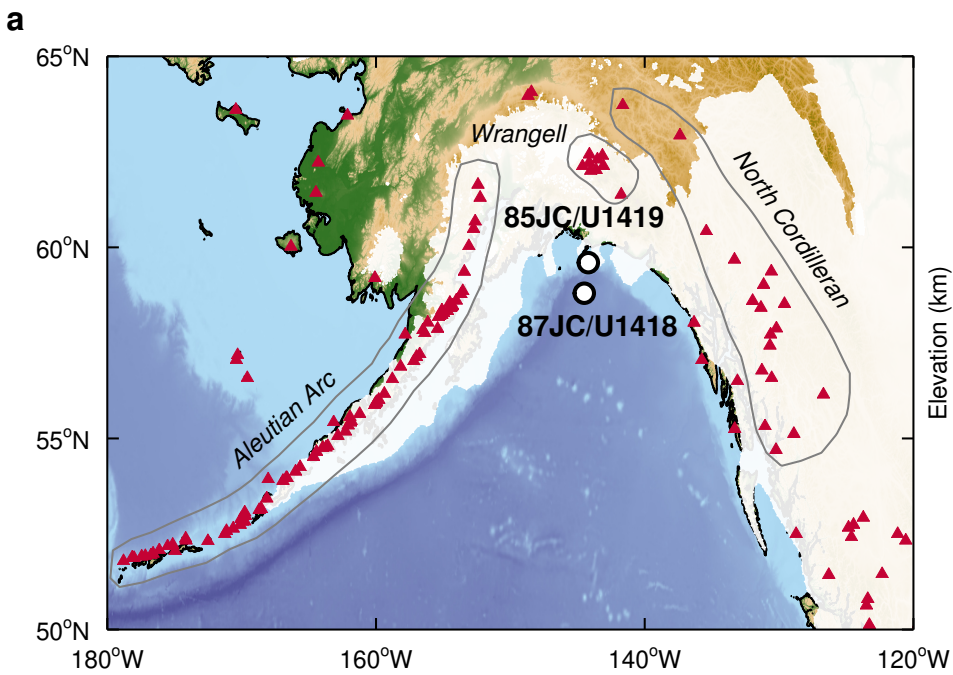 a
65°N
60°N
55°N
50°N
180°W
160°W
140°W
120°W
Wrangell
North Cordilleran
85JC/U1419
87JC/U1418
Aleutian Arc
Elevation (km)